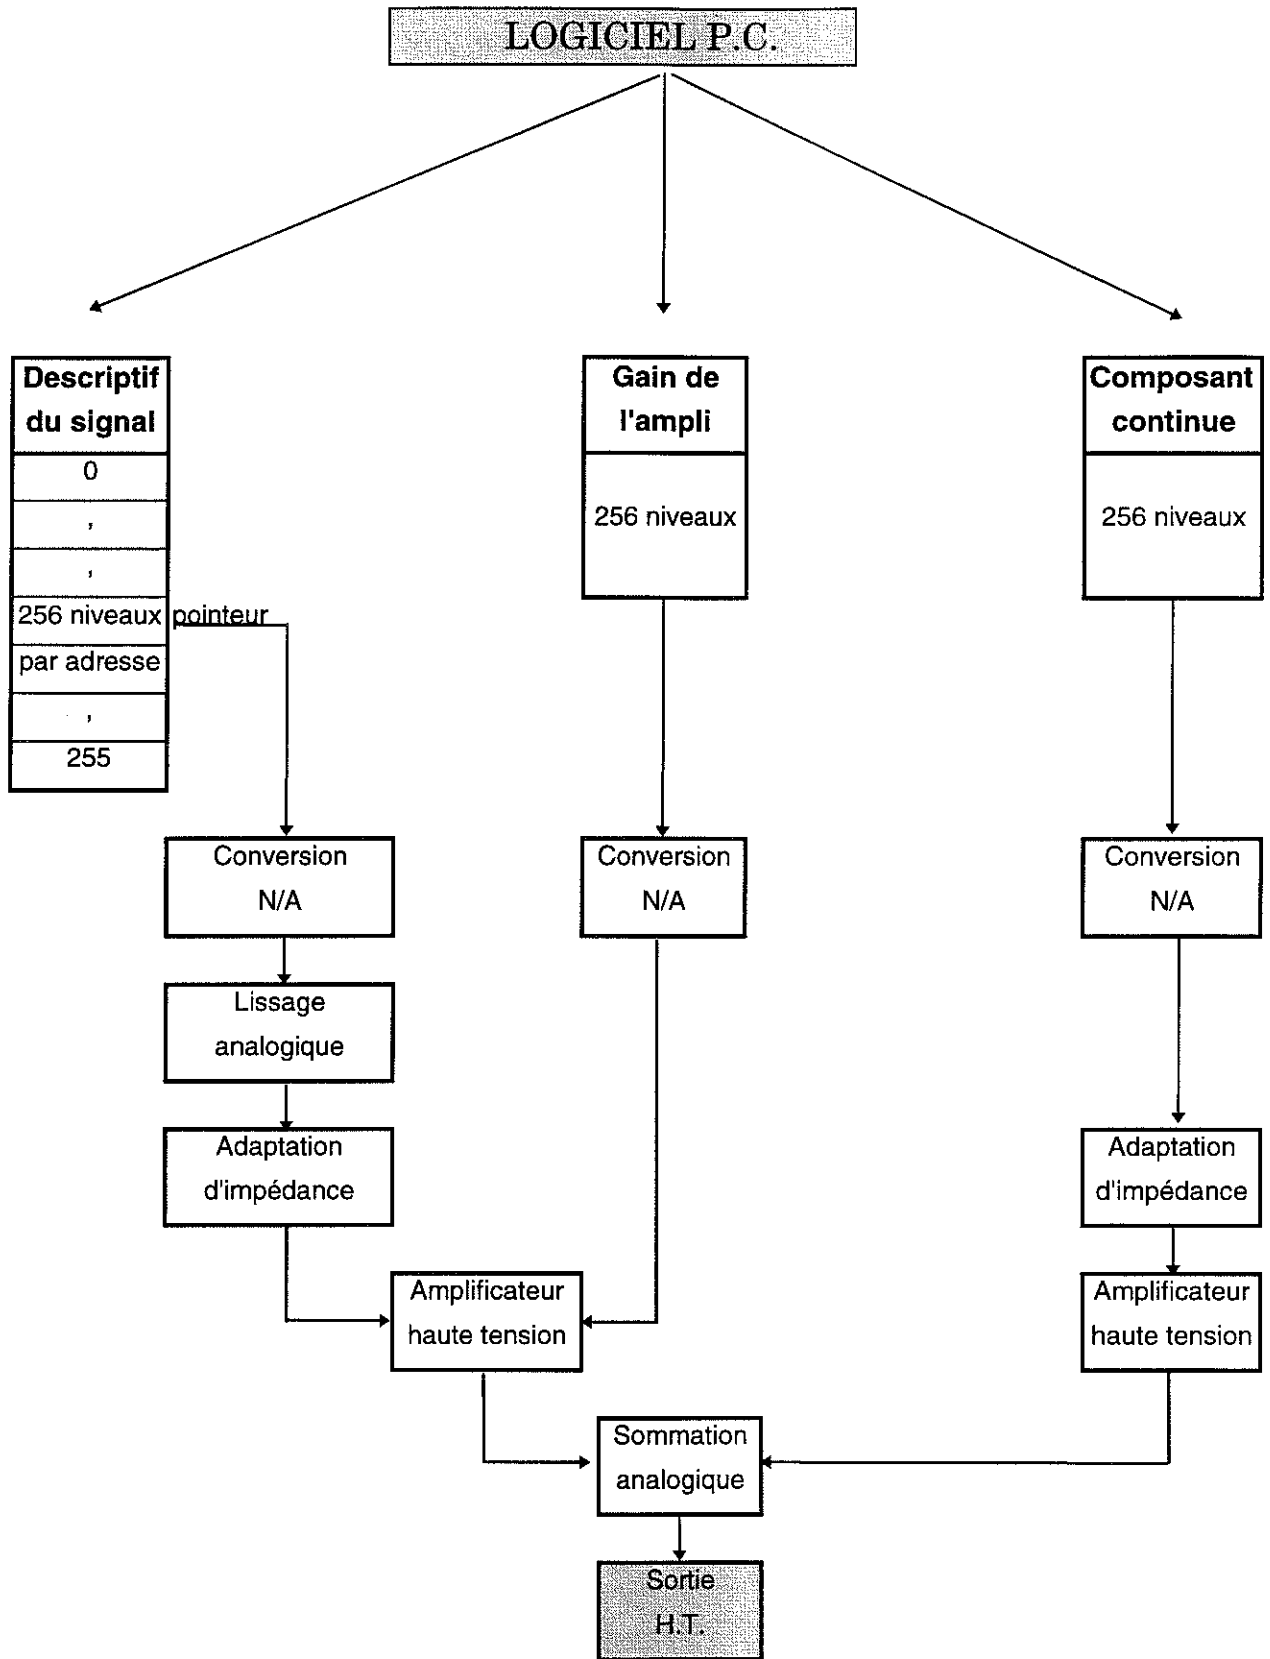 LOGICIEL P.C.
Descriptif
du signal
0
,
,
256 niveaux
pointeur
par adresse
,
255
Gain de
l'ampli
256 niveaux
Composant
continue
256 niveaux
Conversion
N/A
Conversion
N/A
Conversion
N/A
Lissage
analogique
Adaptation
d'impédance
Adaptation
d'impédance
Amplificateur
haute tension
Amplificateur
haute tension
Sommation
analogique
Sortie
H.T.